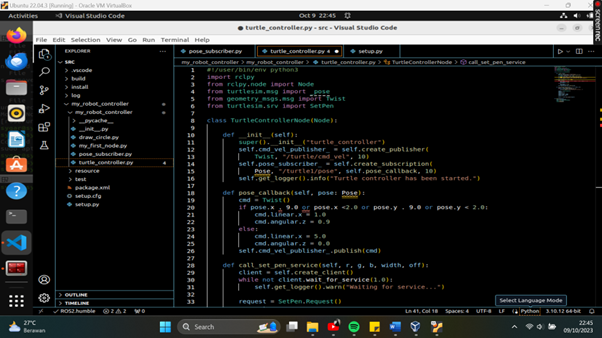 Ubuntu 22.04.3 [Running] - Oracle VM VirtualBox
Activities
Visual Studio Code
Oct 9 22:45
turtle_controller.py - src - Visual Studio Code
File Edit Selection View Go Run Terminal Help
EXPLORER
SRC
.vscode
build
install
log
my_robot_controller
my_robot_controller
__pycache__
__init__.py
draw_circle.py
my_first_node.py
pose_subscriber.py
turtle_controller.py 4
resource
test
package.xml
setup.cfg
setup.py
OUTLINE
TIMELINE
pose_subscriber.py
turtle_controller.py 4
setup.py
my_robot_controller > my_robot_controller > turtle_controller.py > TurtleControllerNode > call_set_pen_service
1 #!/user/bin/env python3
2 import rclpy
3 from rclpy.node import Node
4 from turtlesim.msg import _pose
5 from geometry_msgs.msg import Twist
6 from turtlesim.srv import SetPen
7
8 class TurtleControllerNode(Node):
9
10 def __init__(self):
11 super().__init__("turtle_controller")
12 self.cmd_vel_publisher_ = self.create_publisher(
13 Twist, "/turtle/cmd_vel", 10)
14 self.pose_subscriber_ = self.create_subscription(
15 Pose, "/turtle1/pose", self.pose_callback, 10)
16 self.get_logger().info("Turtle controller has been started.")
17
18 def pose_callback(self, pose: Pose):
19 cmd = Twist()
20 if pose.x . 9.0 or pose.x <2.0 or pose.y . 9.0 or pose.y < 2.0:
21 cmd.linear.x = 1.0
22 cmd.angular.z = 0.9
23 else:
24 cmd.linear.x = 5.0
25 cmd.angular.z = 0.0
26 self.cmd_vel_publisher_.publish(cmd)
27
28 def call_set_pen_service(self, r, g, b, width, off):
29 client = self.create_client()
30 while not client.wait_for_service(1.0):
31 self.get_logger().warn("Waiting for service...")
32
33 request = SetPen.Request()
Select Language Mode
ROS2.humble 2 2 0
Ln 41, Col 18 Spaces: 4 UTF-8 LF Python 3.10.12 64-bit
27°C
Berawan
Search
22:45
09/10/2023
screenrec